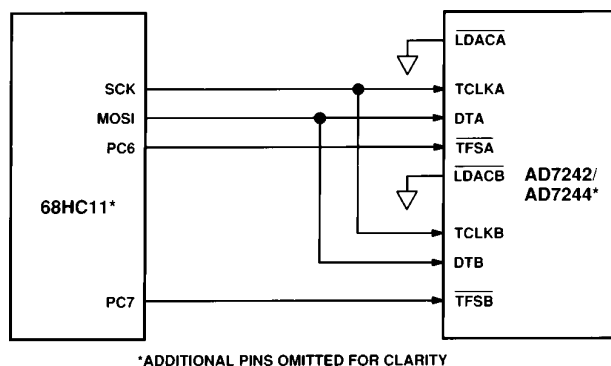 LDACA
SCK
TCLKA
MOSI
DTA
PC6
TFSA
LDACB
AD7242/
AD7244*
68HC11*
TCLKB
DTB
PC7
TFSB
*ADDITIONAL PINS OMITTED FOR CLARITY